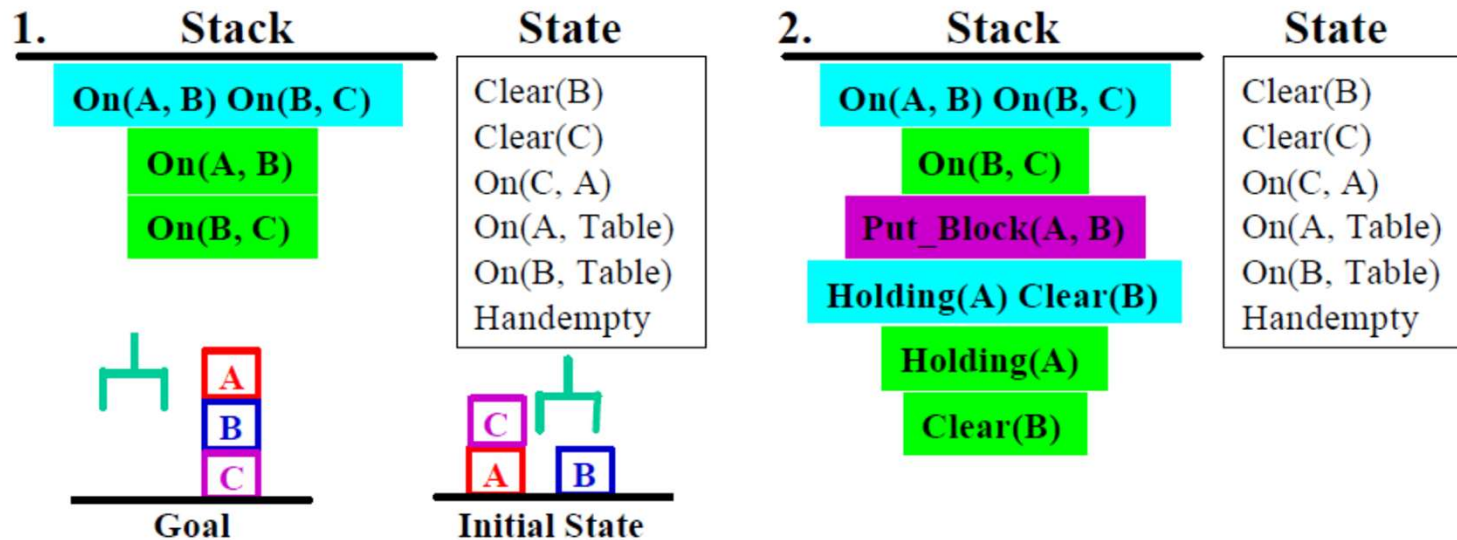 1. Stack State
On(A, B) On(B, C)
On(A, B)
On(B, C)
Clear(B)
Clear(C)
On(C, A)
On(A, Table)
On(B, Table)
Handempty
A
B
C
Goal
C
A B
Initial State
2. Stack State
On(A, B) On(B, C)
On(B, C)
Put_Block(A, B)
Holding(A) Clear(B)
Holding(A)
Clear(B)
Clear(B)
Clear(C)
On(C, A)
On(A, Table)
On(B, Table)
Handempty